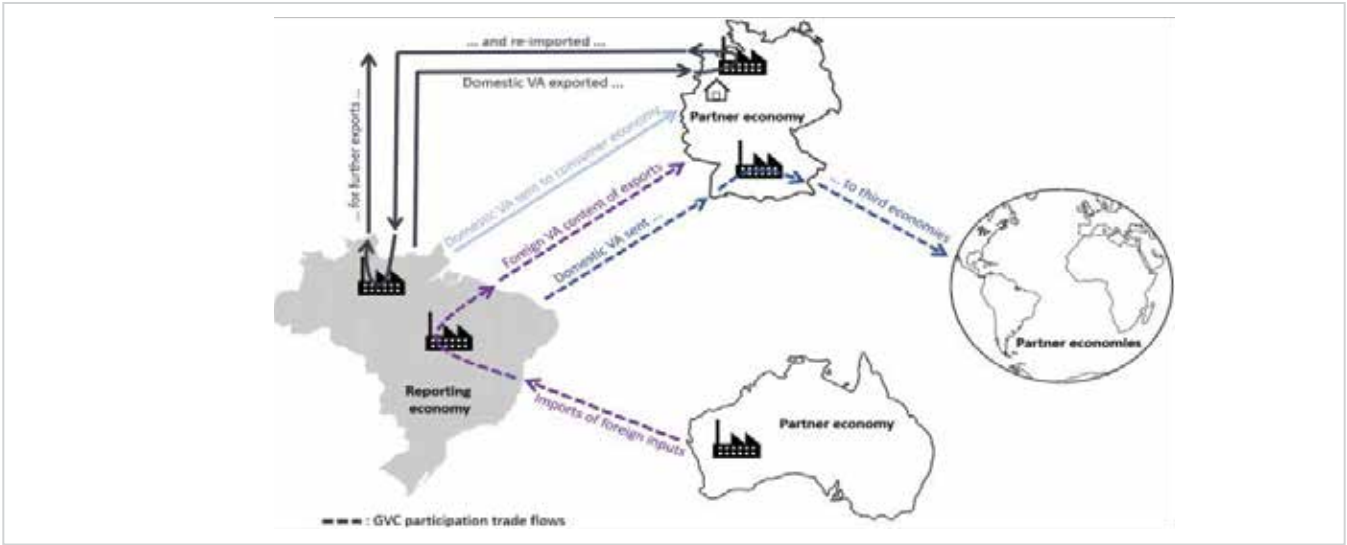 ... and re-imported ...
Domestic VA exported ...
... for further exports ...
Partner economy
Domestic VA sent to consumer economy
Foreign VA content of exports
Domestic VA sent ...
... to third economies
Partner economies
Reporting
economy
Imports of foreign inputs
Partner economy
: GVC participation trade flows